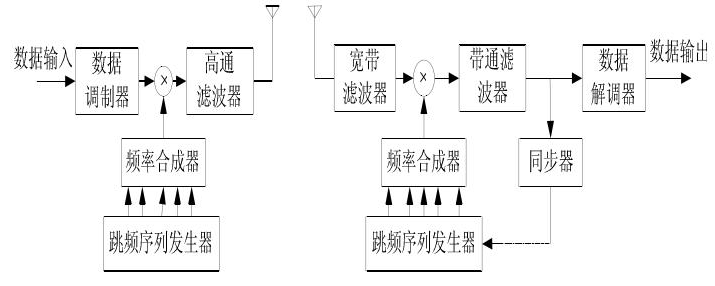 数据输入
数据
调制器
×
高通
滤波器
频率合成器
跳频序列发生器
宽带
滤波器
×
带通滤
波器
数据
解调器
数据输出
频率合成器
同步器
跳频序列发生器